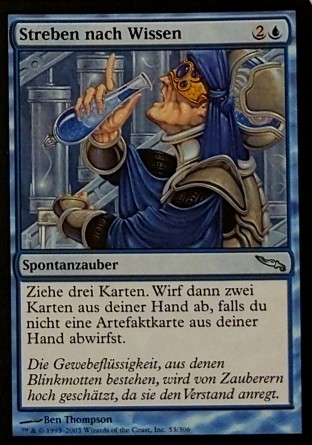 Streben nach Wissen 2
Spontanzauber
Ziehe drei Karten. Wirf dann zwei
Karten aus deiner Hand ab, falls du
nicht eine Artefaktkarte aus deiner
Hand abwirfst.
Die Gewebeflüssigkeit, aus denen
Blinkmotten bestehen, wird von Zauberern
hoch geschätzt, da sie den Verstand anregt.
Ben Thompson
™ & © 1993-2003 Wizards of the Coast, Inc. 53/306